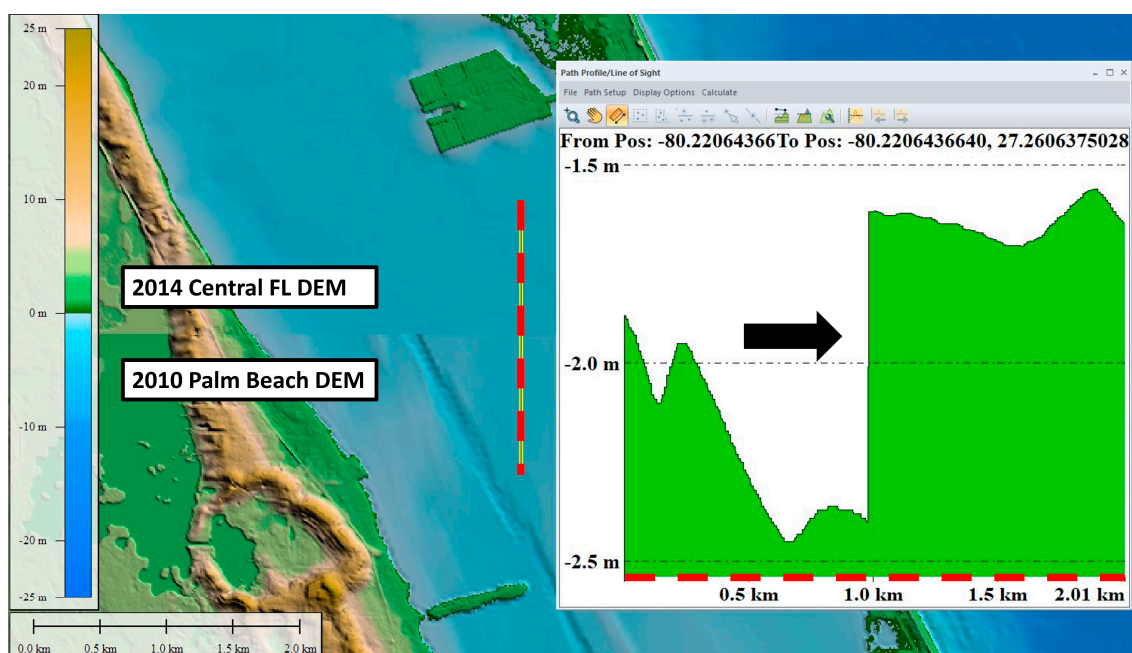 25 m
20 m
10 m
0 m
-10 m
-20 m
-25 m
2014 Central FL DEM
2010 Palm Beach DEM
0.0 km 0.5 km 1.0 km 1.5 km 2.0 km
Path Profile/Line of Sight
File Path Setup Display Options Calculate
From Pos: -80.22064366To Pos: -80.2206436640, 27.2606375028
-1.5 m
-2.0 m
-2.5 m
0.5 km 1.0 km 1.5 km 2.01 km